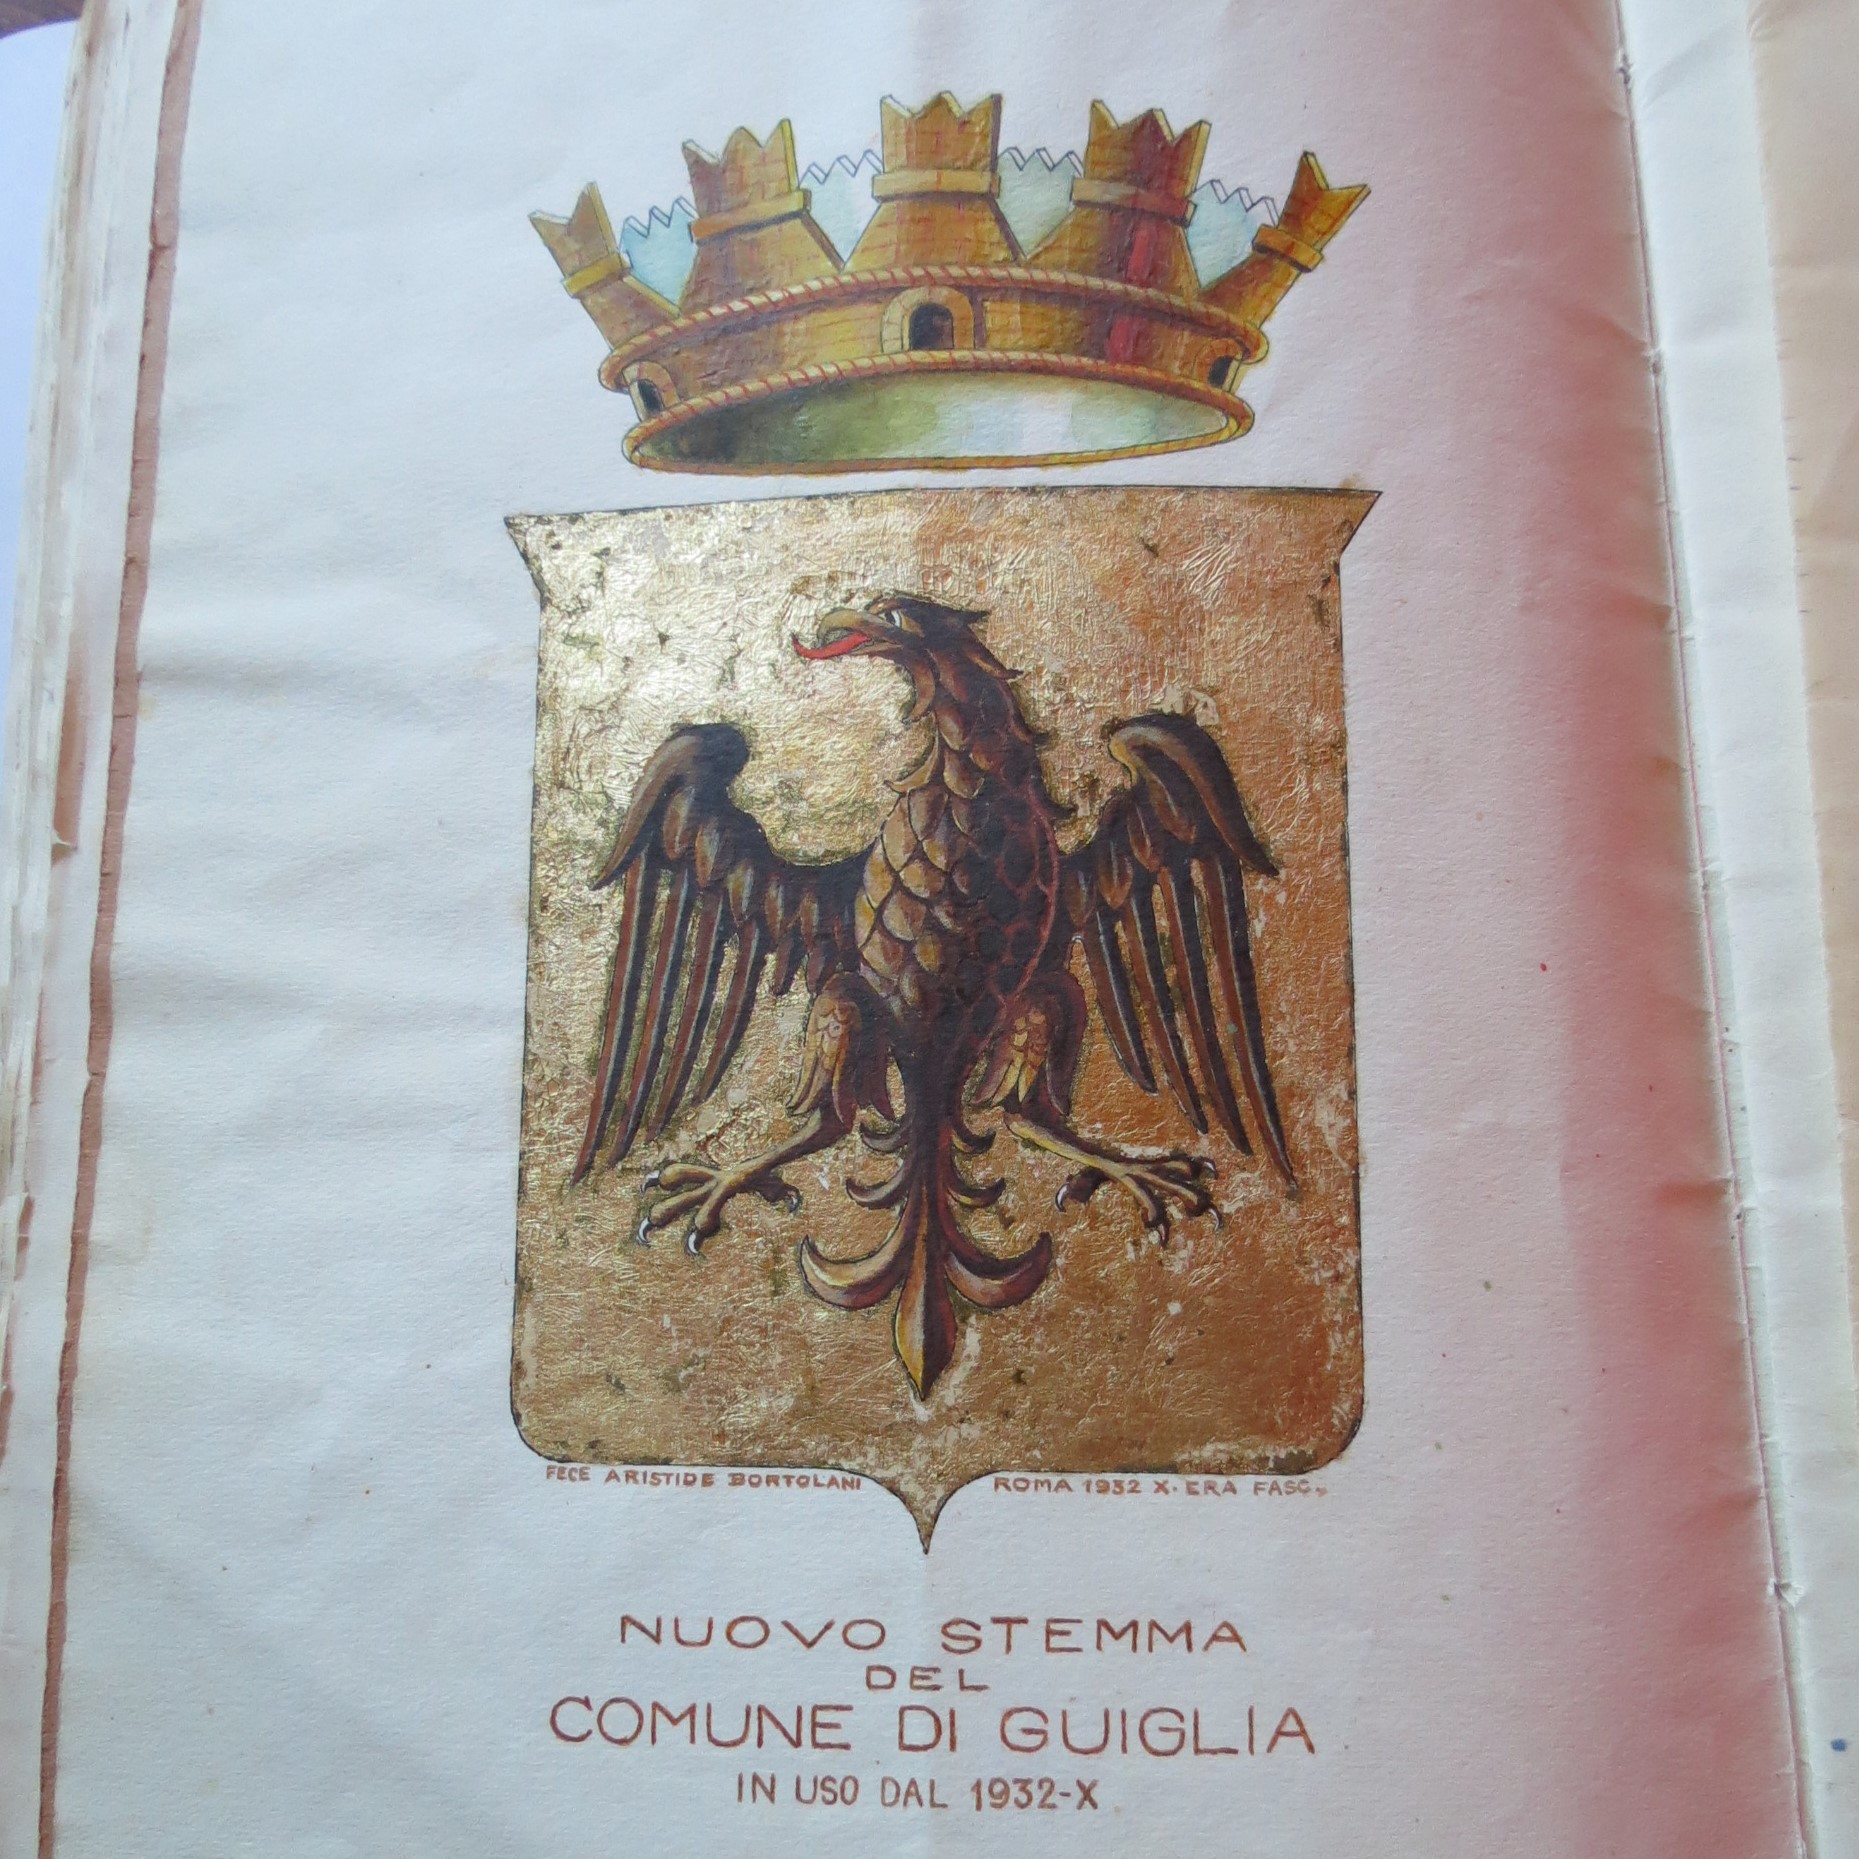 FECE ARISTIDE BORTOLANI ROMA 1932 X. ERA FASC.
NUOVO STEMMA
DEL
COMUNE DI GUIGLIA
IN USO DAL 1932-X